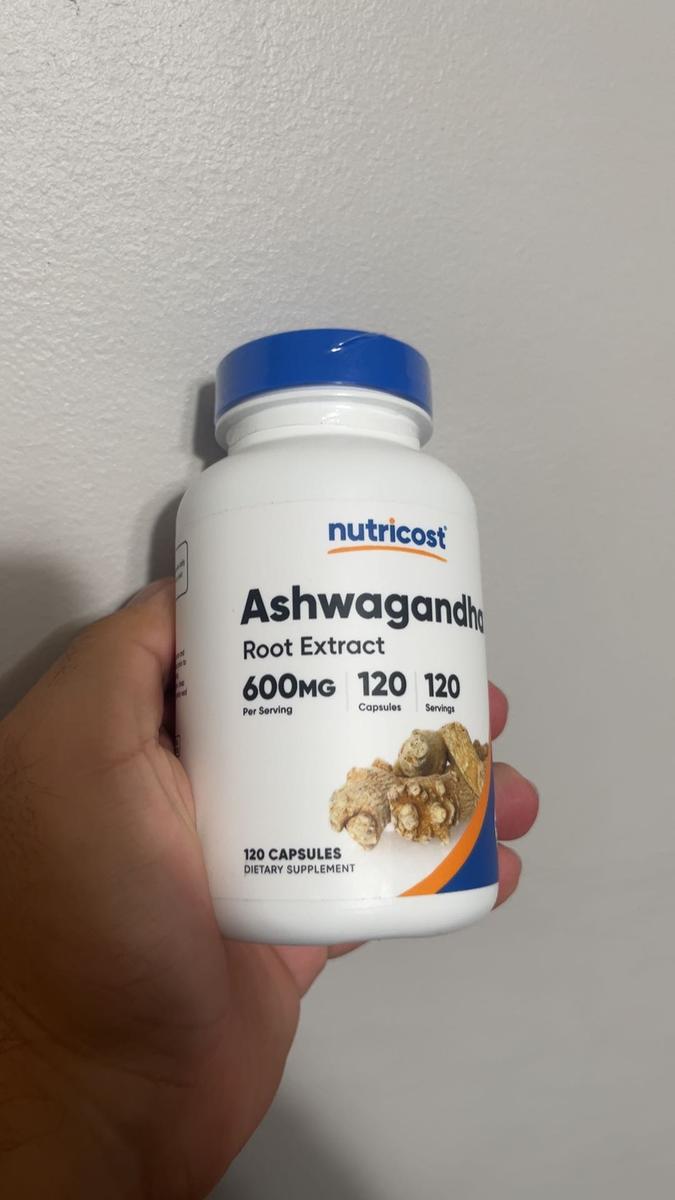 nutricost®
Ashwagandha
Root Extract
600MG 120 120
Per Serving Capsules Servings
120 CAPSULES
DIETARY SUPPLEMENT